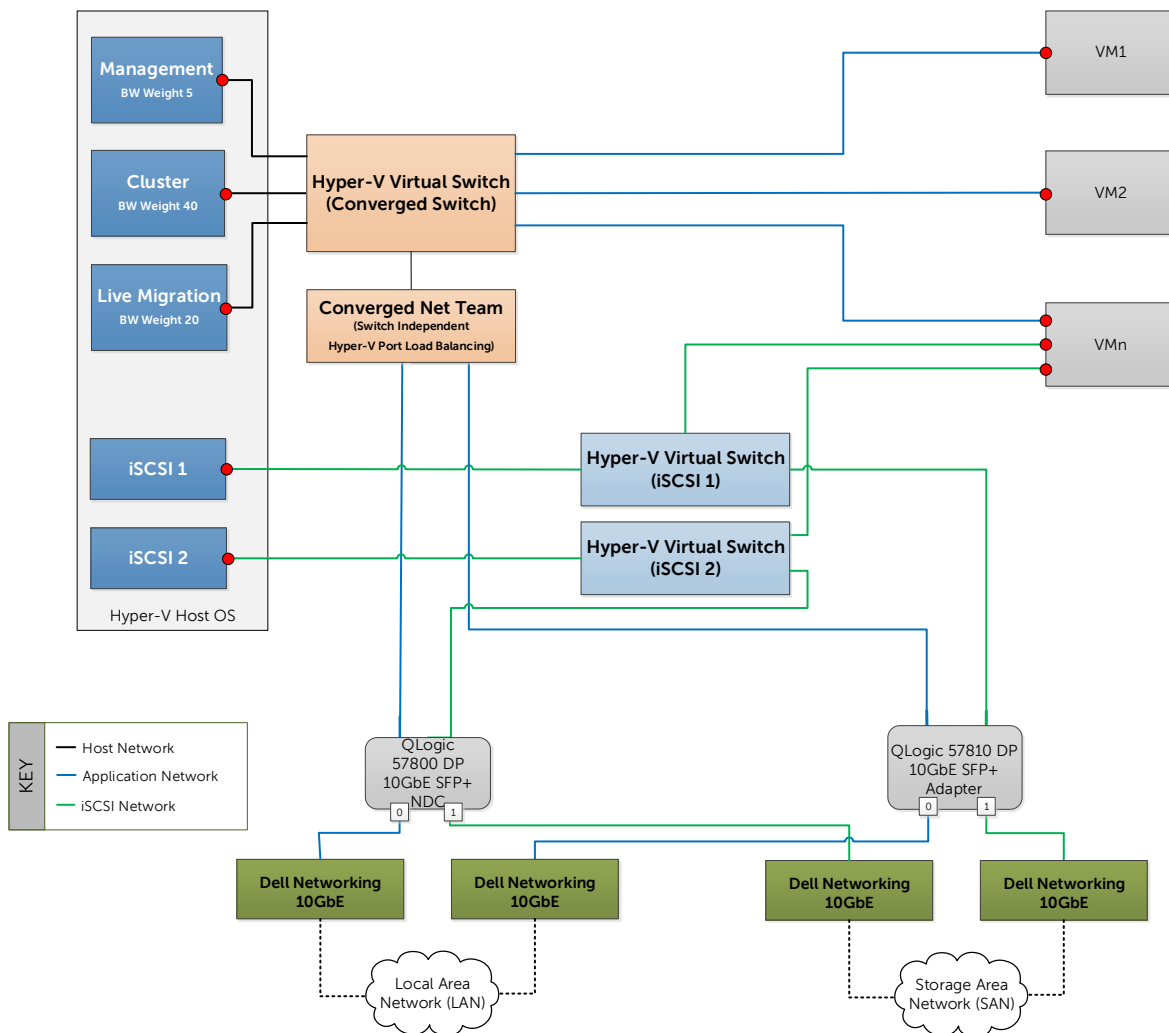 Management
BW Weight 5
Cluster
BW Weight 40
Live Migration
BW Weight 20
iSCSI 1
iSCSI 2
Hyper-V Host OS
Hyper-V Virtual Switch
(Converged Switch)
Converged Net Team
(Switch Independent
Hyper-V Port Load Balancing)
VM1
VM2
VMn
Hyper-V Virtual Switch
(iSCSI 1)
Hyper-V Virtual Switch
(iSCSI 2)
KEY
Host Network
Application Network
iSCSI Network
QLogic
57800 DP
10GbE SFP+
NDC
0
1
QLogic 57810 DP
10GbE SFP+
Adapter
0
1
Dell Networking
10GbE
Dell Networking
10GbE
Dell Networking
10GbE
Dell Networking
10GbE
Local Area
Network (LAN)
Storage Area
Network (SAN)